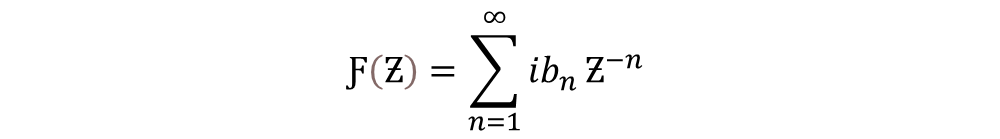 Ƒ(Ƶ) = ∑_{n=1}^{∞} ib_n Ƶ^{−n}